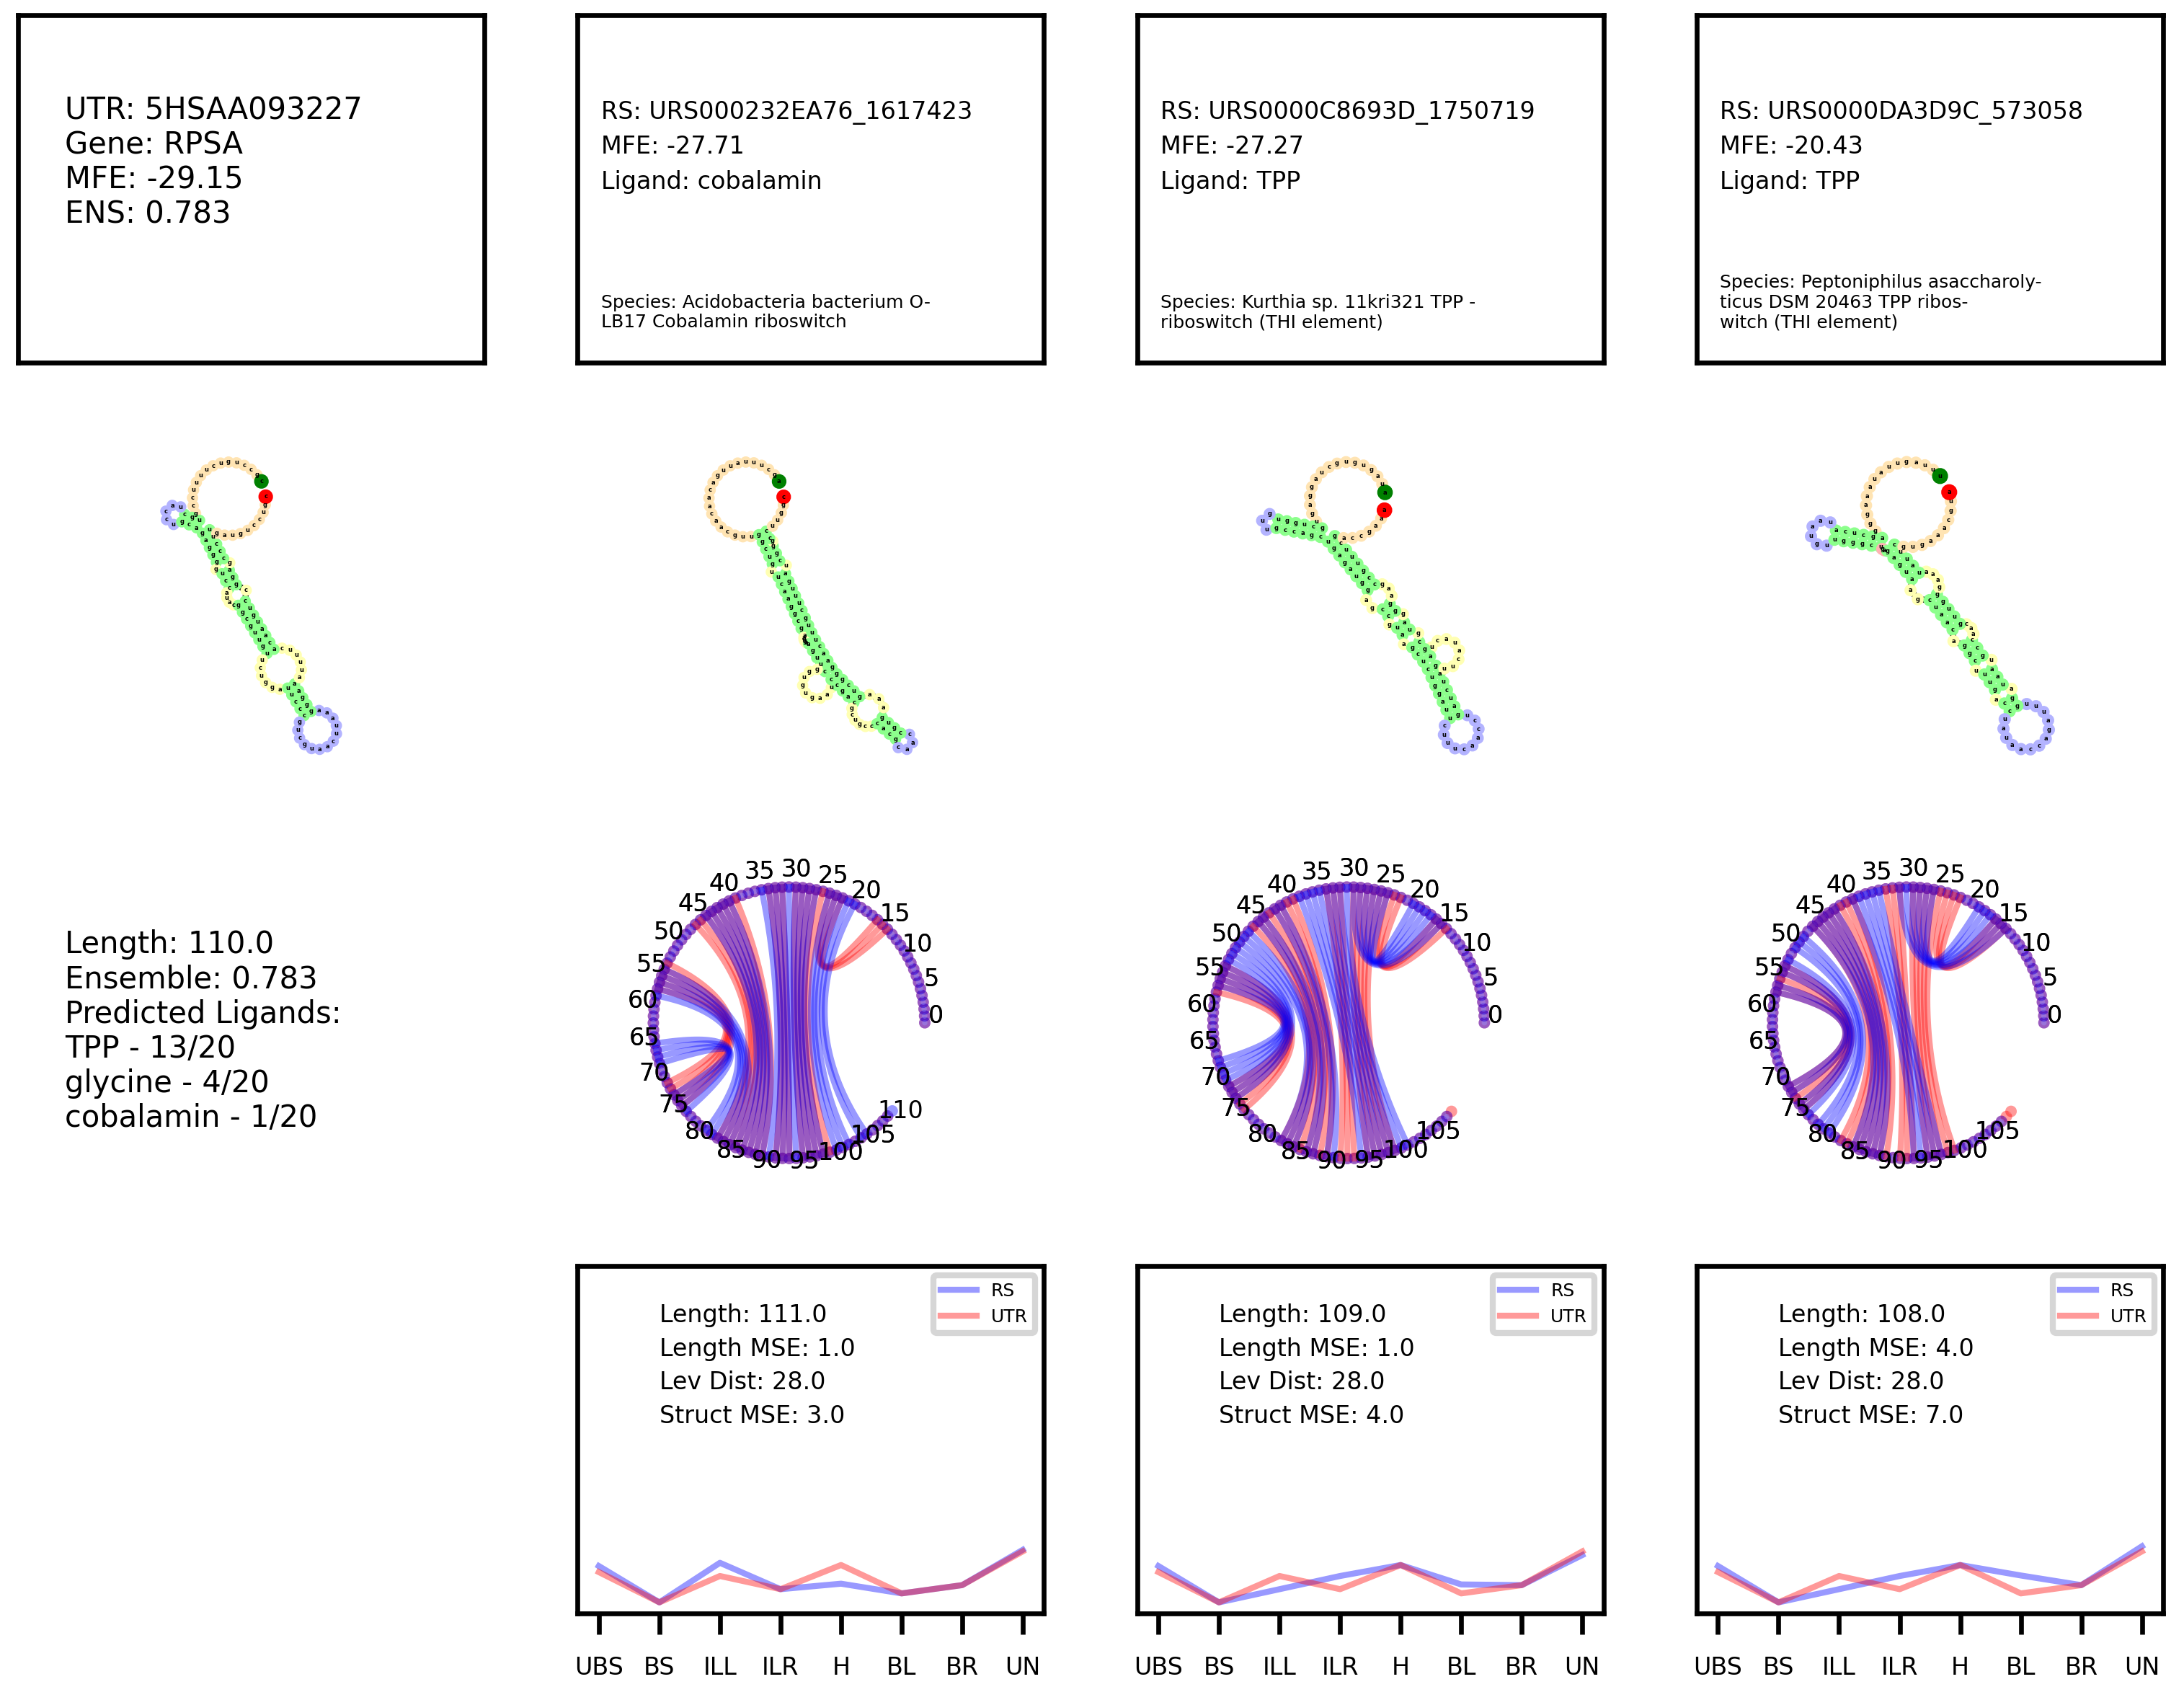 UTR: 5HSAA093227
Gene: RPSA
MFE: -29.15
ENS: 0.783
RS: URS000232EA76_1617423
MFE: -27.71
Ligand: cobalamin
Species: Acidobacteria bacterium O-
LB17 Cobalamin riboswitch
RS: URS0000C8693D_1750719
MFE: -27.27
Ligand: TPP
Species: Kurthia sp. 11kri321 TPP -
riboswitch (THI element)
RS: URS0000DA3D9C_573058
MFE: -20.43
Ligand: TPP
Species: Peptoniphilus asaccharoly-
ticus DSM 20463 TPP ribos-
witch (THI element)
Length: 110.0
Ensemble: 0.783
Predicted Ligands:
TPP - 13/20
glycine - 4/20
cobalamin - 1/20
0
5
10
15
20
25
30
35
40
45
50
55
60
65
70
75
80
85
90
95
100
105
110
0
5
10
15
20
25
30
35
40
45
50
55
60
65
70
75
80
85
90
95
100
105
0
5
10
15
20
25
30
35
40
45
50
55
60
65
70
75
80
85
90
95
100
105
RS
UTR
Length: 111.0
Length MSE: 1.0
Lev Dist: 28.0
Struct MSE: 3.0
UBS BS ILL ILR H BL BR UN
RS
UTR
Length: 109.0
Length MSE: 1.0
Lev Dist: 28.0
Struct MSE: 4.0
UBS BS ILL ILR H BL BR UN
RS
UTR
Length: 108.0
Length MSE: 4.0
Lev Dist: 28.0
Struct MSE: 7.0
UBS BS ILL ILR H BL BR UN